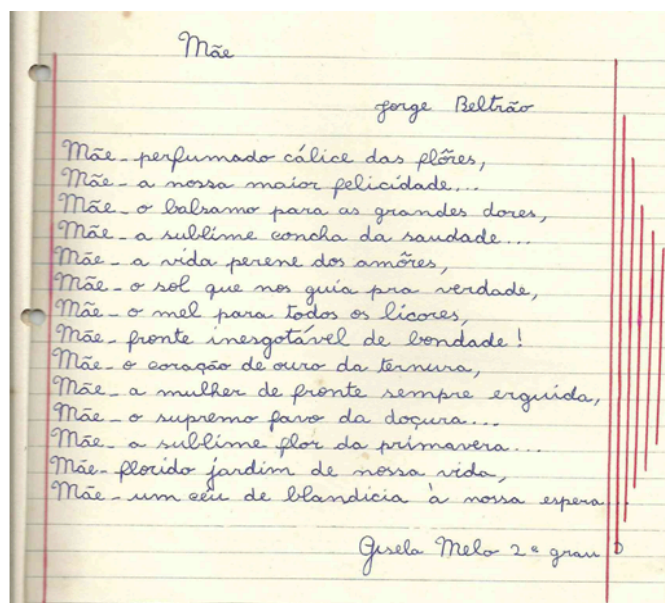 Mãe
Jorge Beltrão
Mãe - perfumado cálice das flôres,
Mãe - a nossa maior felicidade...
Mãe - o balsamo para as grandes dores,
Mãe - a sublime concha da saudade...
Mãe - a vida perene dos amôres,
Mãe - o sol que nos guia pra verdade,
Mãe - o mel para todos os licores,
Mãe - fronte inesgotável de bondade!
Mãe - o coração de ouro da ternura,
Mãe - a mulher de fronte sempre erguida,
Mãe - o supremo favo da doçura...
Mãe - a sublime flor da primavera...
Mãe - florido jardim de nossa vida,
Mãe - um céu de blandicia à nossa espera...
Gisela Melo 2º grau D